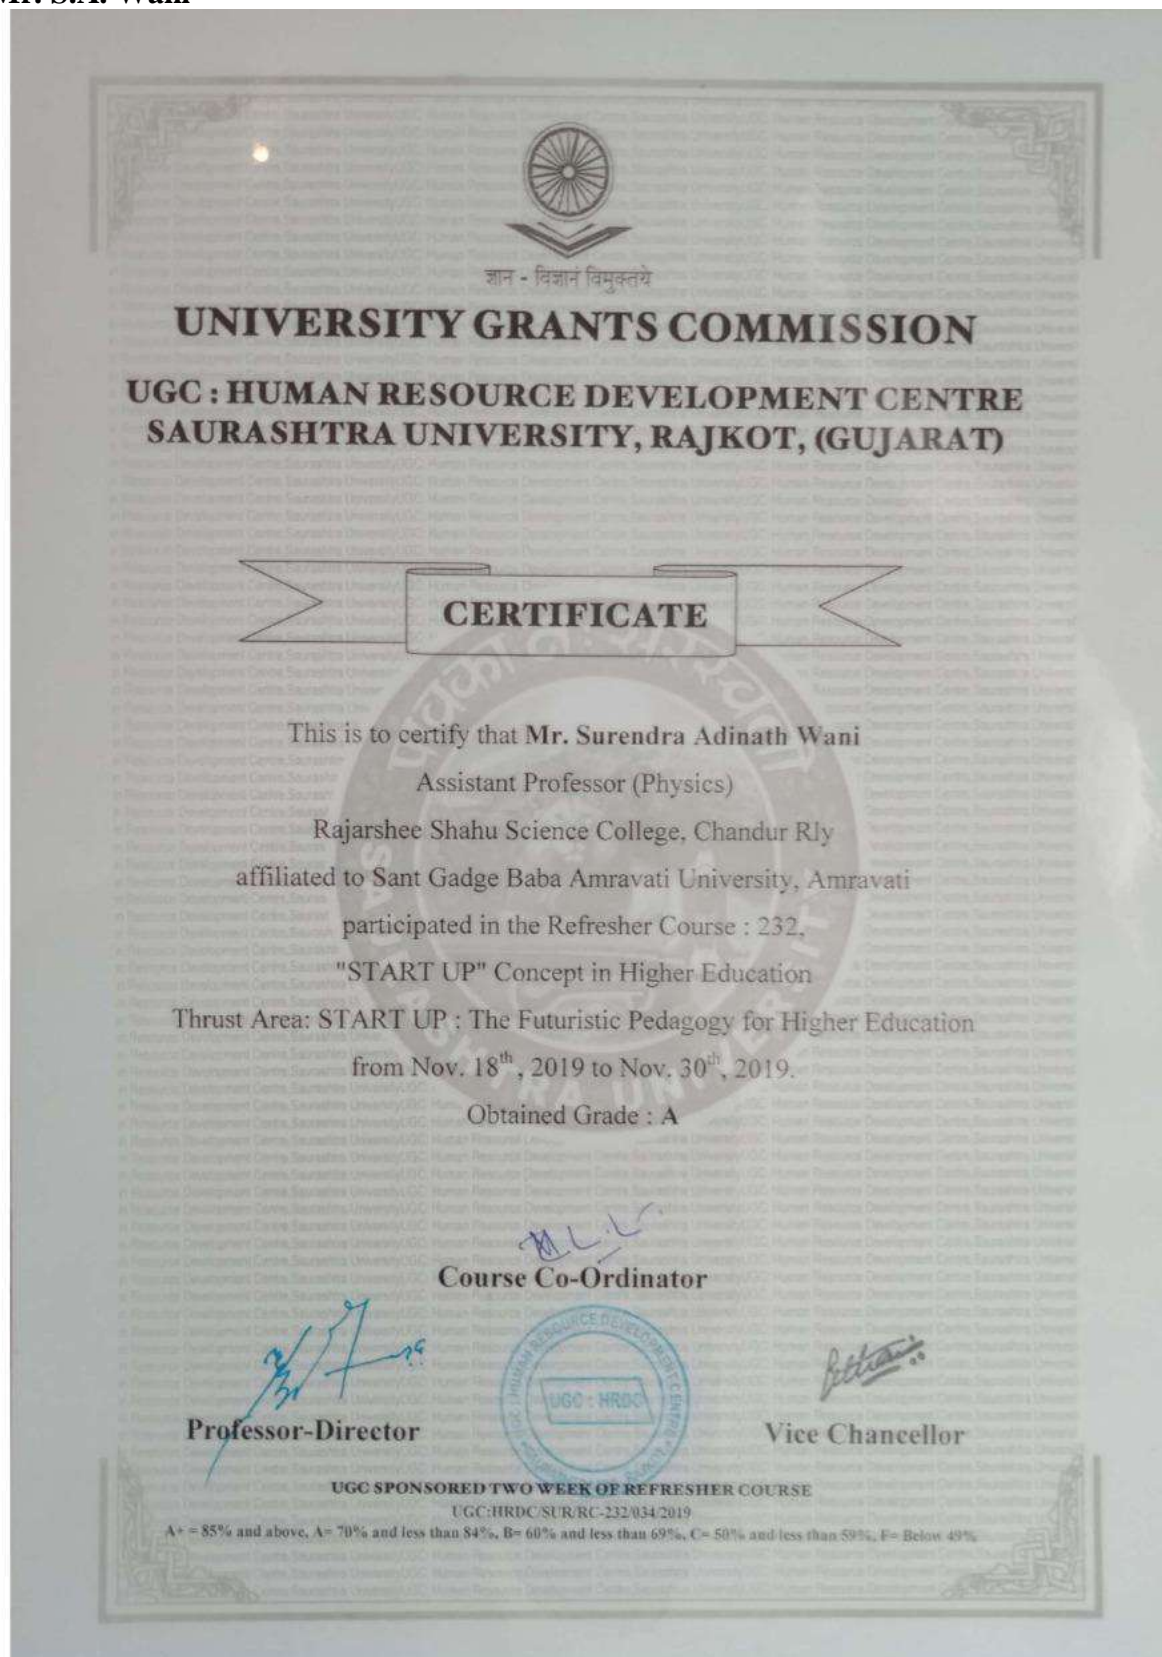 Mr. S.A. Wani
ज्ञान - विज्ञानं विमुक्तये
UNIVERSITY GRANTS COMMISSION
UGC : HUMAN RESOURCE DEVELOPMENT CENTRE
SAURASHTRA UNIVERSITY, RAJKOT, (GUJARAT)
CERTIFICATE
This is to certify that Mr. Surendra Adinath Wani
Assistant Professor (Physics)
Rajarshee Shahu Science College, Chandur Rly
affiliated to Sant Gadge Baba Amravati University, Amravati
participated in the Refresher Course : 232,
"START UP" Concept in Higher Education
Thrust Area: START UP : The Futuristic Pedagogy for Higher Education
from Nov. 18th, 2019 to Nov. 30th, 2019.
Obtained Grade : A
Course Co-Ordinator
UGC : HUMAN RESOURCE DEVELOPMENT CENTRE
UGC : HRDC
Professor-Director
Vice Chancellor
UGC SPONSORED TWO WEEK OF REFRESHER COURSE
UGC:HRDC/SUR/RC-232/034/2019
A+ = 85% and above, A= 70% and less than 84%, B= 60% and less than 69%, C= 50% and less than 59%, F= Below 49%